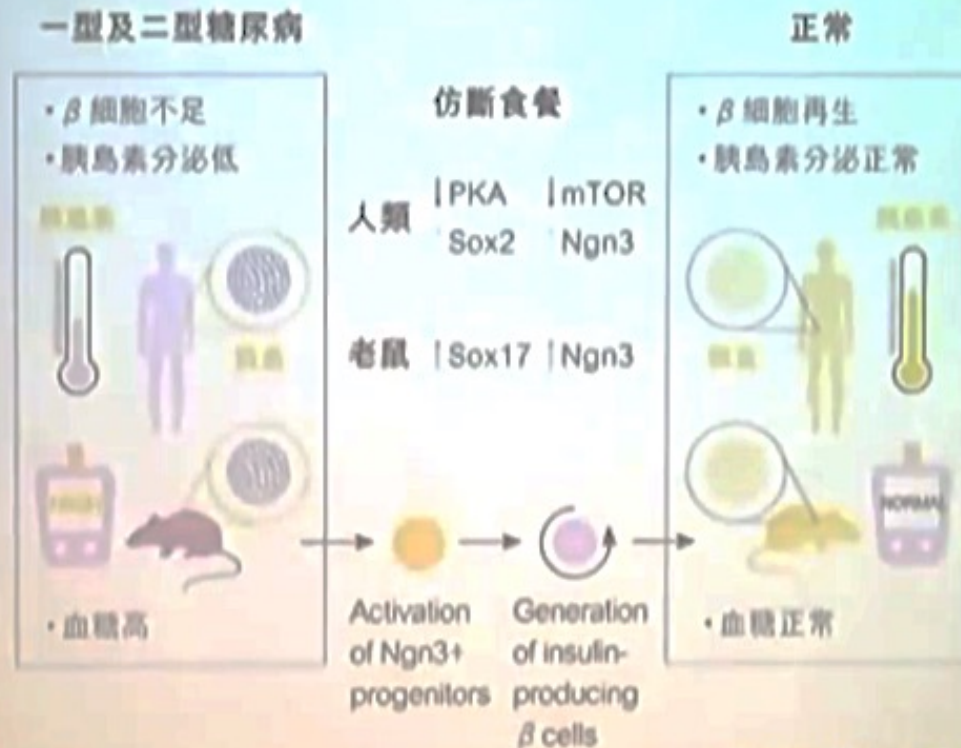 一型及二型糖尿病
正常
・β 細胞不足
・胰島素分泌低
仿斷食餐
人類
↓PKA ↓mTOR
Sox2 Ngn3
老鼠 ↑Sox17 ↑Ngn3
・β 細胞再生
・胰島素分泌正常
NORMAL
・血糖高
Activation
of Ngn3+
progenitors
Generation
of insulin-
producing
β cells
・血糖正常